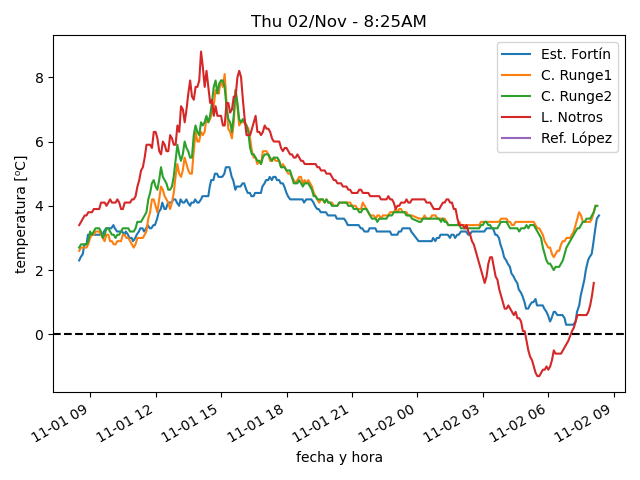 Thu 02/Nov - 8:25AM
Est. Fortín
C. Runge1
C. Runge2
L. Notros
Ref. López
temperatura [ºC]
8
6
4
2
0
11-01 09
11-01 12
11-01 15
11-01 18
11-01 21
11-02 00
11-02 03
11-02 06
11-02 09
fecha y hora